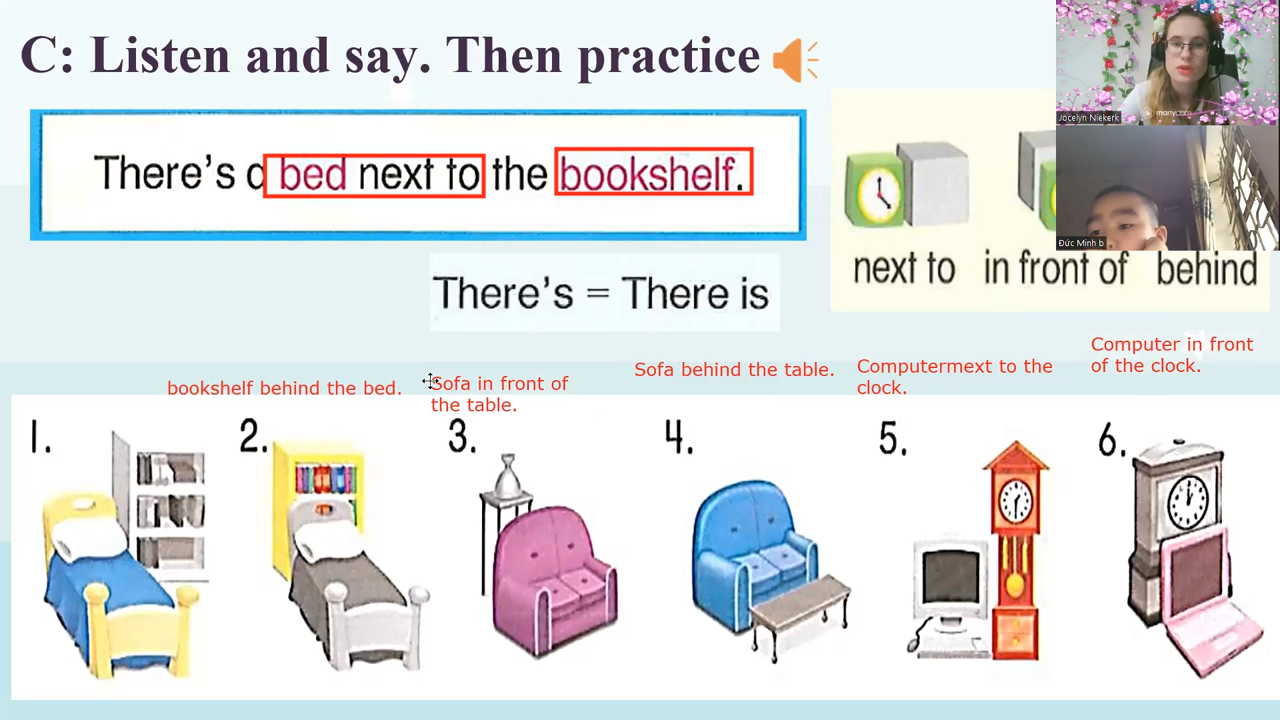 C: Listen and say. Then practice
There's a bed next to the bookshelf.
There's = There is
next to in front of behind
Jocelyn Niekerk
manycam
Đức Minh b
bookshelf behind the bed.
Sofa in front of
the table.
Sofa behind the table.
Computermext to the
clock.
Computer in front
of the clock.
1. 2. 3. 4. 5. 6.